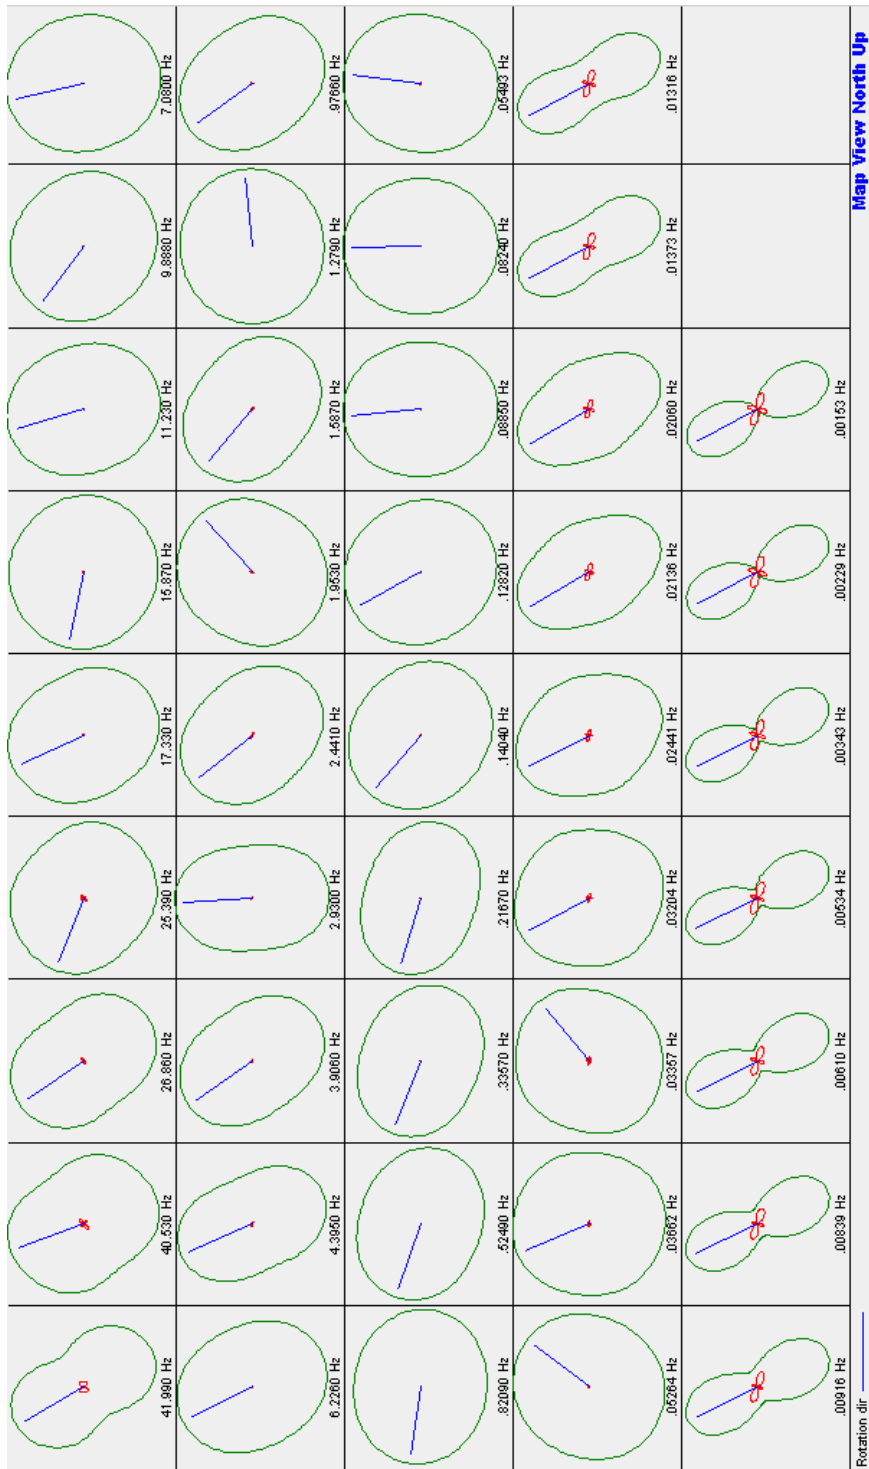 41.990 Hz 40.530 Hz 26.860 Hz 25.390 Hz 17.330 Hz 15.870 Hz 11.230 Hz 9.8880 Hz 7.0800 Hz
6.2260 Hz 4.3950 Hz 3.9060 Hz 2.9300 Hz 2.4410 Hz 1.9530 Hz 1.5870 Hz 1.2790 Hz .97660 Hz
.82090 Hz .52490 Hz .33570 Hz .21670 Hz .14040 Hz .12820 Hz .08850 Hz .08240 Hz .05493 Hz
.05264 Hz .03662 Hz .03357 Hz .03204 Hz .02441 Hz .02136 Hz .02060 Hz .01373 Hz .01316 Hz
.00916 Hz .00839 Hz .00610 Hz .00534 Hz .00343 Hz .00229 Hz .00153 Hz
Rotation dir Map View North Up